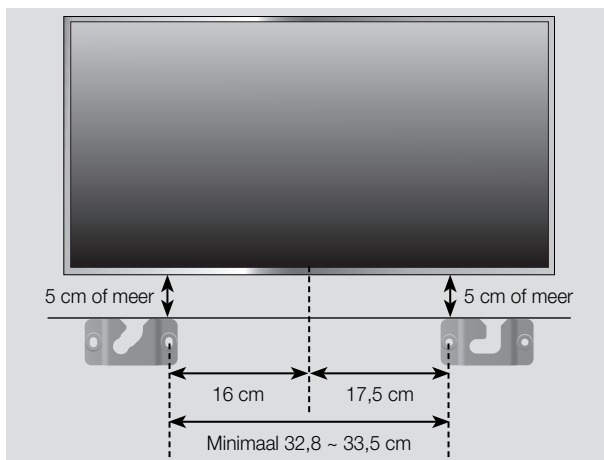 5 cm of meer
5 cm of meer
16 cm
17,5 cm
Minimaal 32,8 ~ 33,5 cm